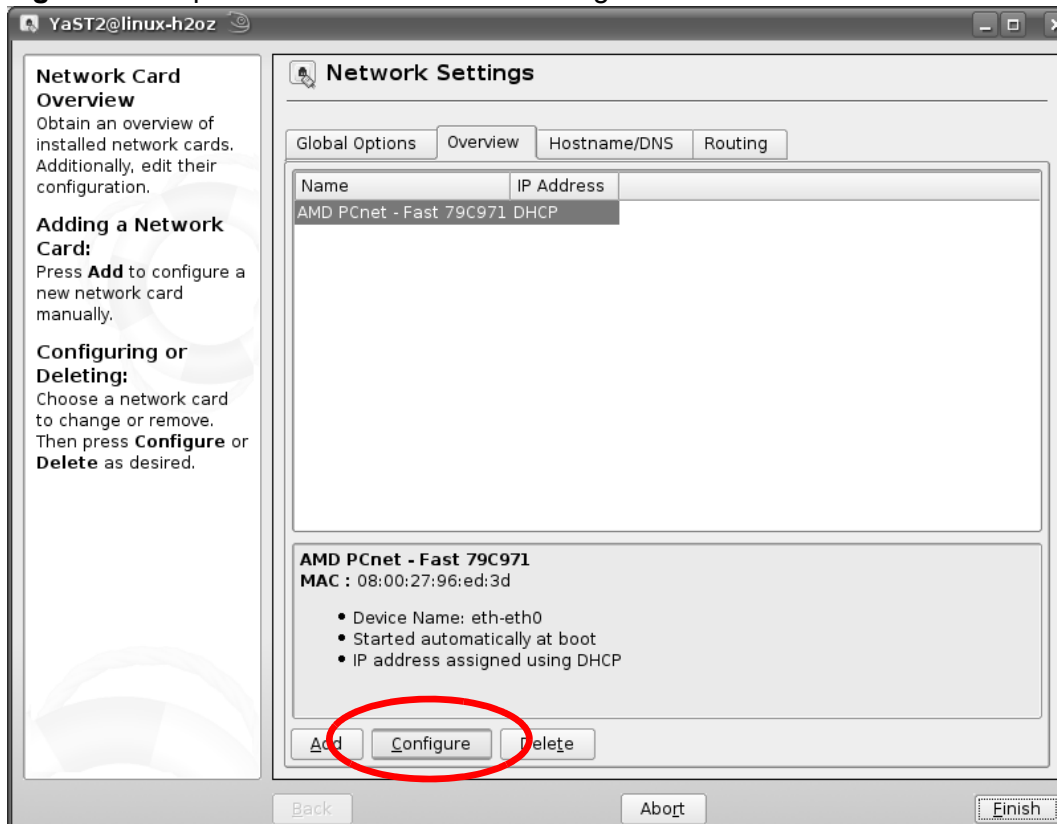 YaST2@linux-h2oz
Network Card
Overview
Obtain an overview of
installed network cards.
Additionally, edit their
configuration.
Adding a Network
Card:
Press Add to configure a
new network card
manually.
Configuring or
Deleting:
Choose a network card
to change or remove.
Then press Configure or
Delete as desired.
Network Settings
Global Options Overview Hostname/DNS Routing
Name IP Address
AMD PCnet - Fast 79C971 DHCP
AMD PCnet - Fast 79C971
MAC : 08:00:27:96:ed:3d
• Device Name: eth-eth0
• Started automatically at boot
• IP address assigned using DHCP
Add Configure Delete
Back Abort Finish